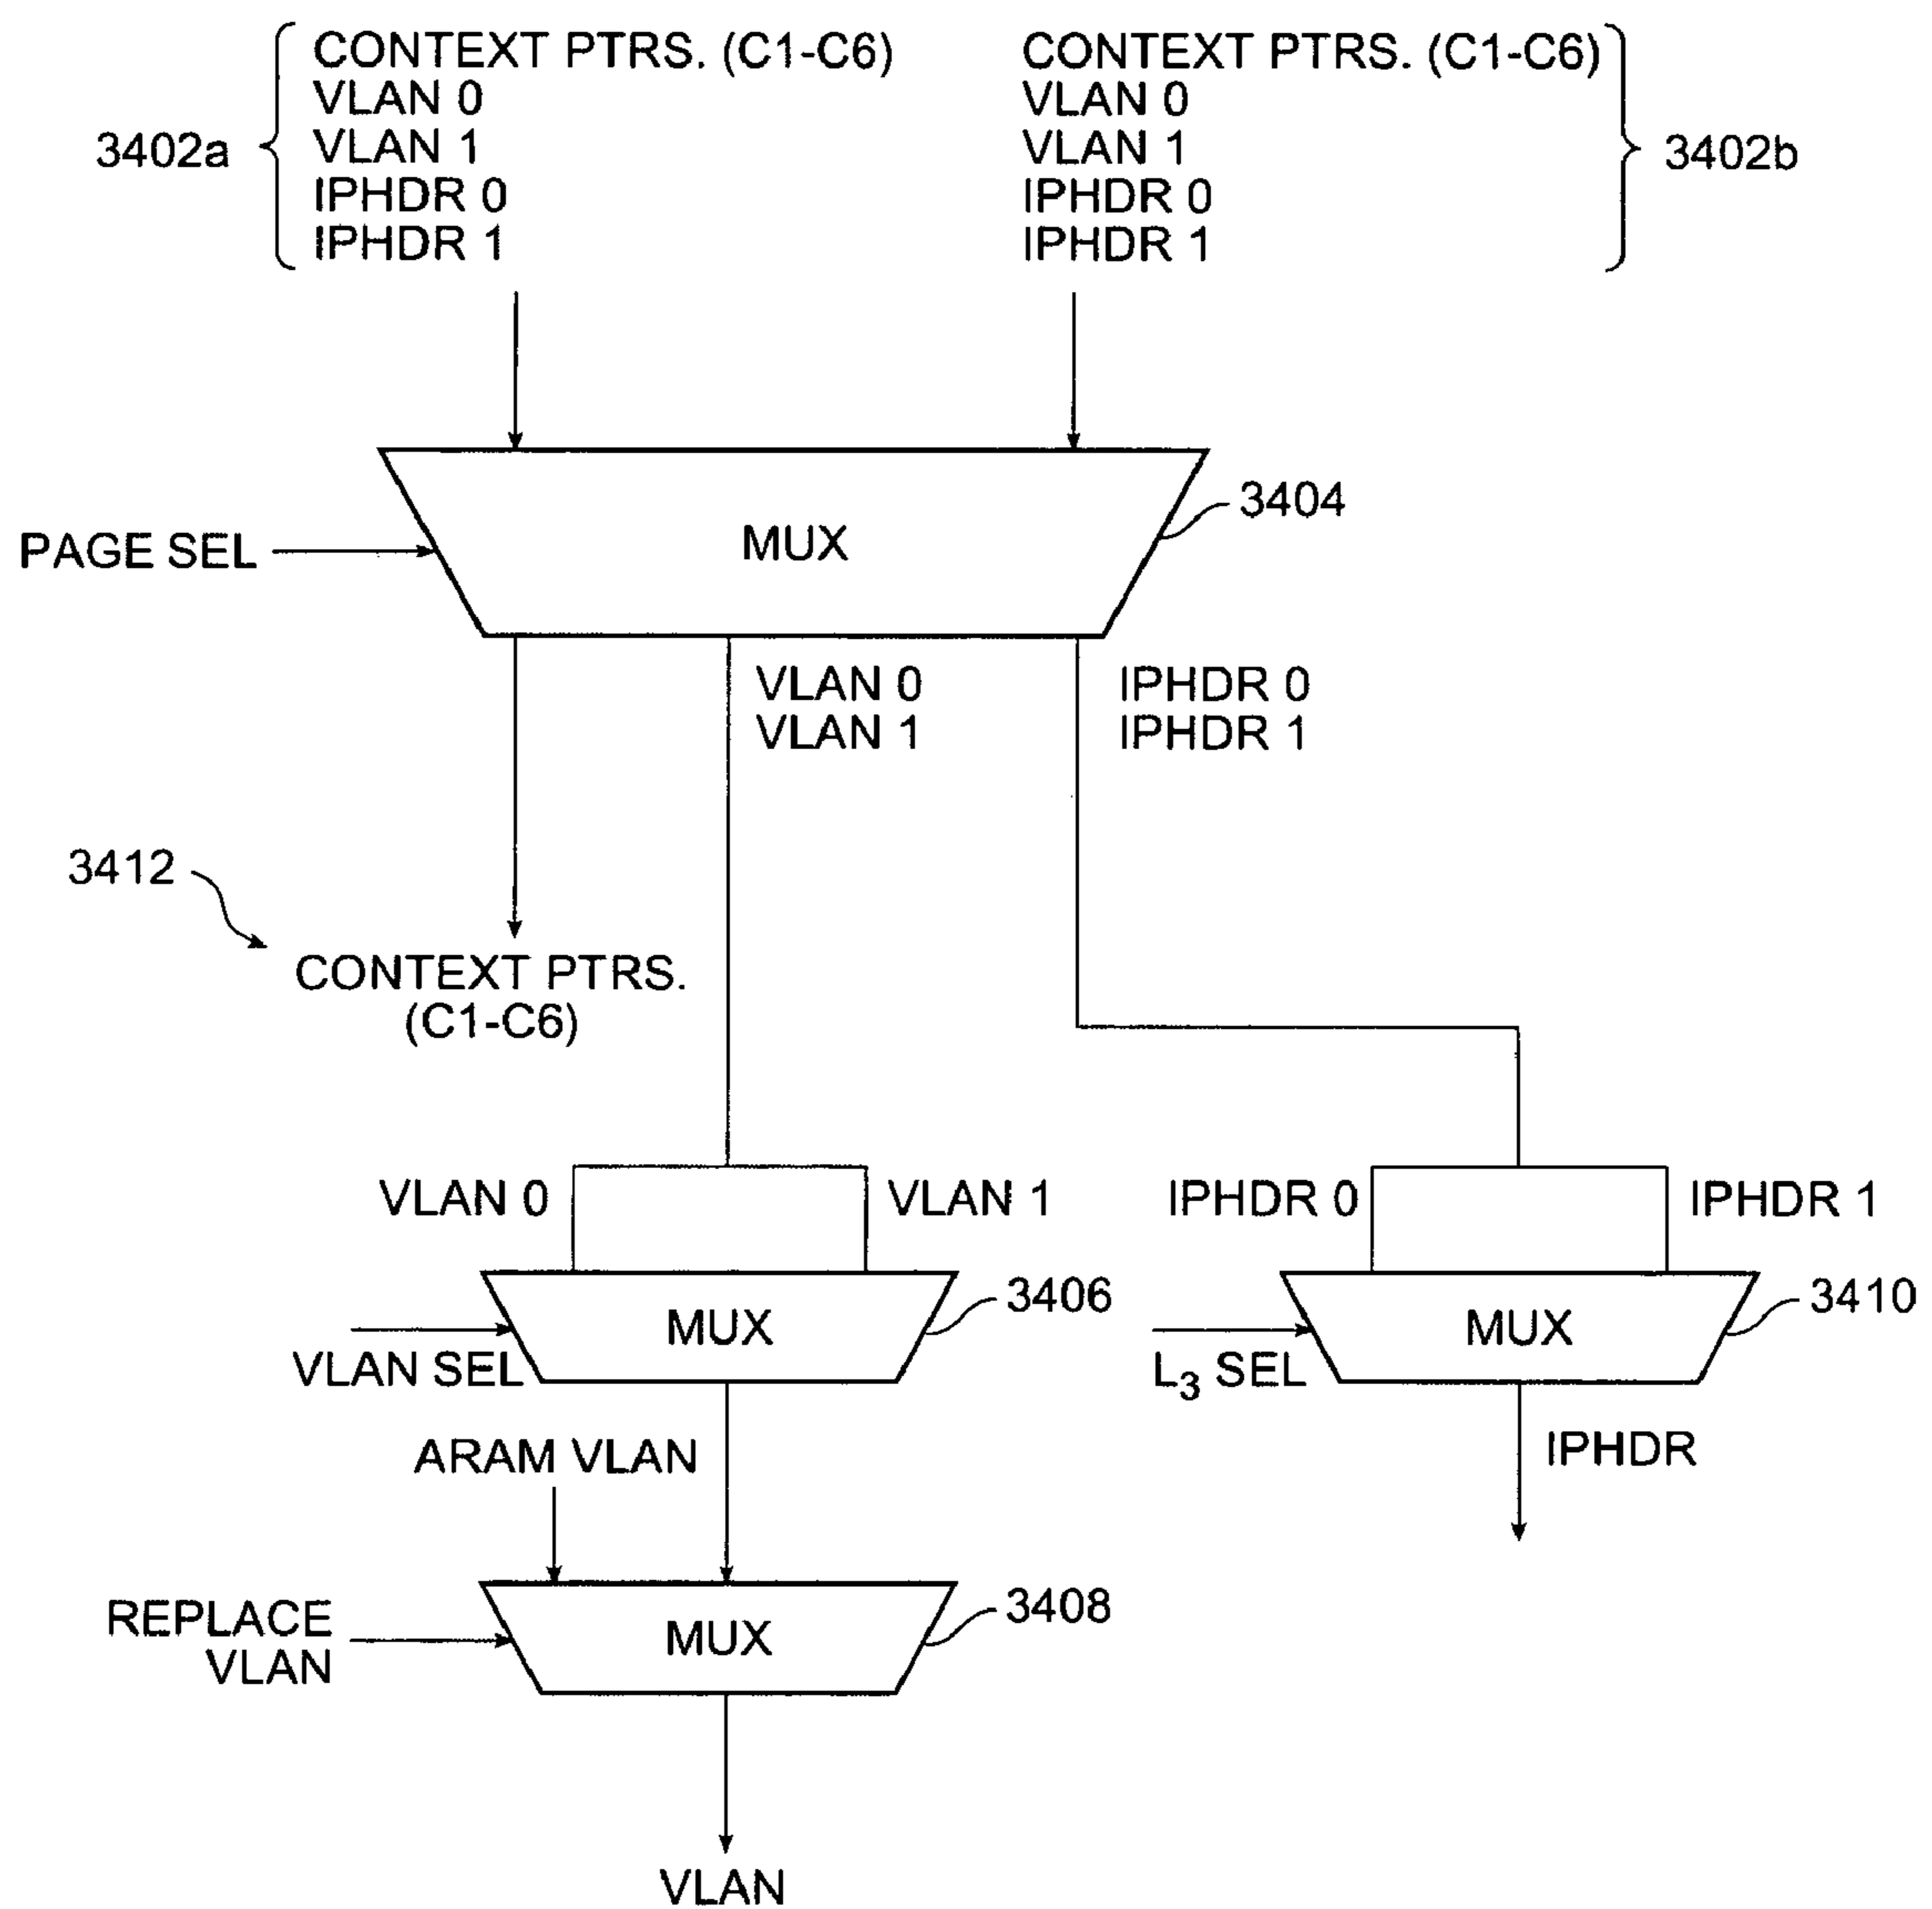 CONTEXT PTRS. (C1-C6)
VLAN 0
VLAN 1
IPHDR 0
IPHDR 1
3402a
CONTEXT PTRS. (C1-C6)
VLAN 0
VLAN 1
IPHDR 0
IPHDR 1
3402b
3404
PAGE SEL
MUX
VLAN 0
VLAN 1
IPHDR 0
IPHDR 1
3412
CONTEXT PTRS.
(C1-C6)
VLAN 0
VLAN 1
IPHDR 0
IPHDR 1
MUX
3406
MUX
3410
VLAN SEL
L3 SEL
ARAM VLAN
IPHDR
REPLACE
VLAN
MUX
3408
VLAN